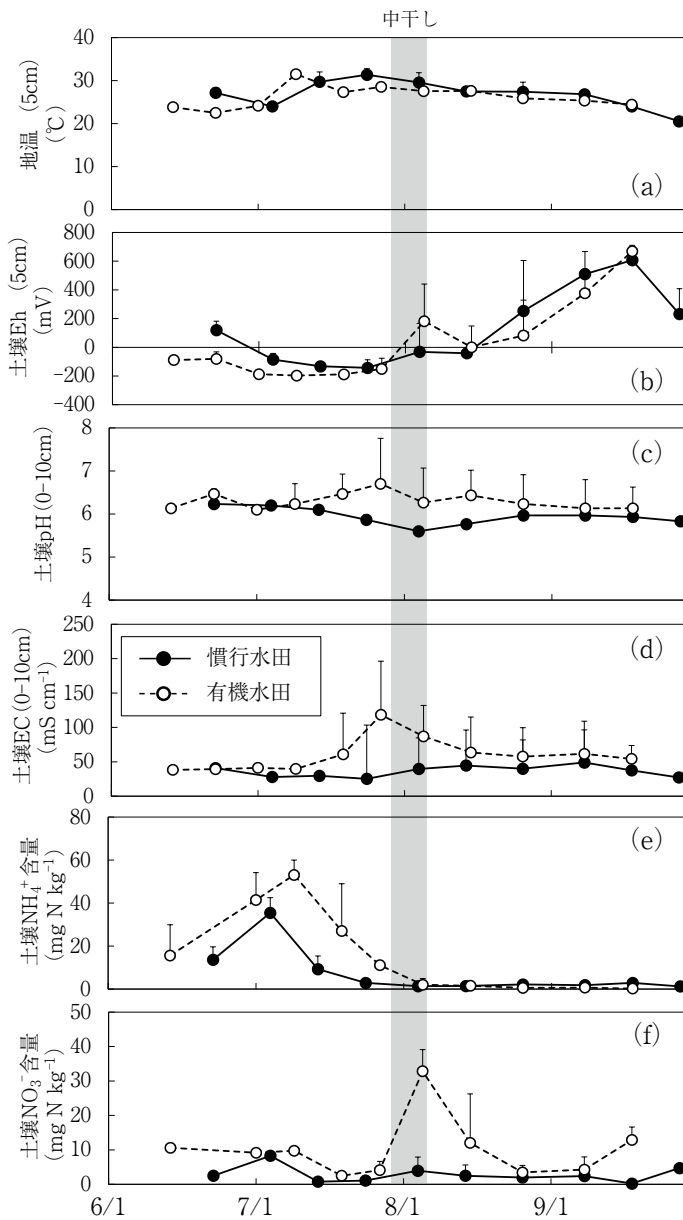 中干し
地温 (5cm)
(℃)
40
30
20
10
0
(a)
土壌Eh (5cm)
(mV)
800
600
400
200
0
-200
-400
(b)
土壌pH(0-10cm)
8
7
6
5
4
(c)
土壌EC(0-10cm)
(mS cm⁻¹)
250
200
150
100
50
0
(d)
慣行水田
有機水田
土壌NH₄⁺含量
(mg N kg⁻¹)
80
60
40
20
0
(e)
土壌NO₃⁻含量
(mg N kg⁻¹)
50
40
30
20
10
0
(f)
6/1 7/1 8/1 9/1